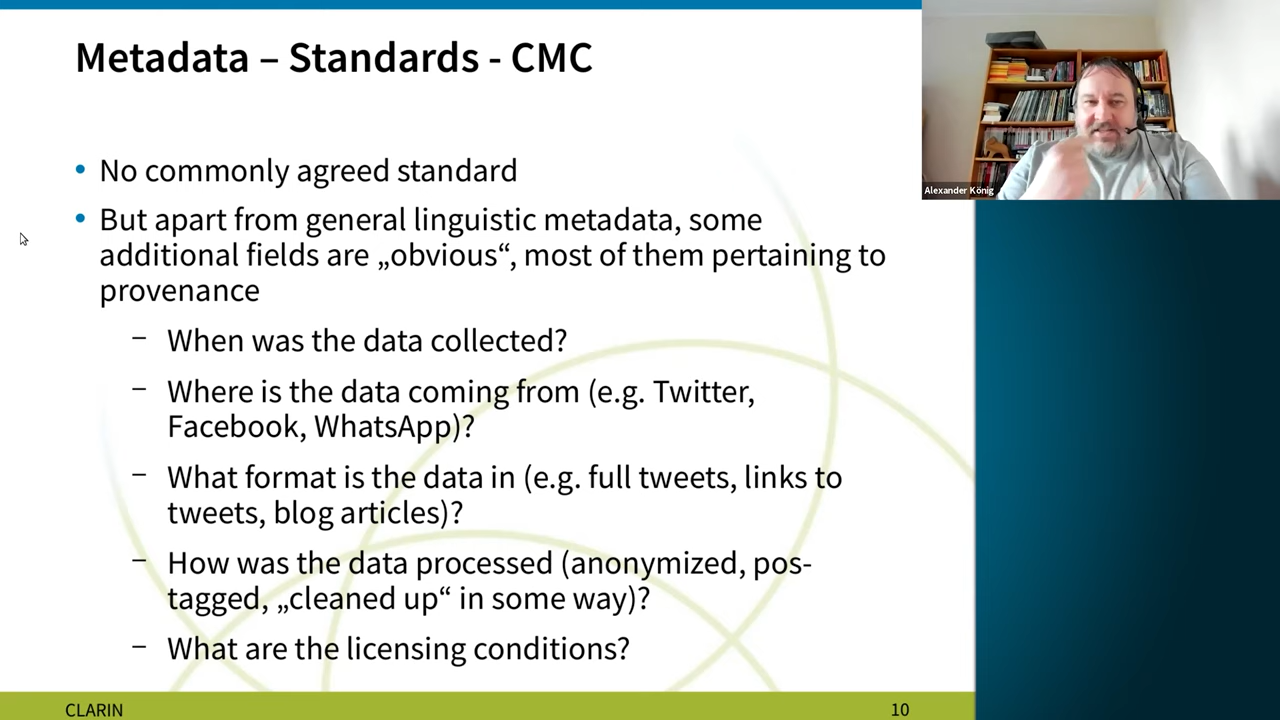 Metadata – Standards - CMC
Alexander König
• No commonly agreed standard
• But apart from general linguistic metadata, some
additional fields are „obvious“, most of them pertaining to
provenance
– When was the data collected?
– Where is the data coming from (e.g. Twitter,
Facebook, WhatsApp)?
– What format is the data in (e.g. full tweets, links to
tweets, blog articles)?
– How was the data processed (anonymized, pos-
tagged, „cleaned up“ in some way)?
– What are the licensing conditions?
CLARIN
10